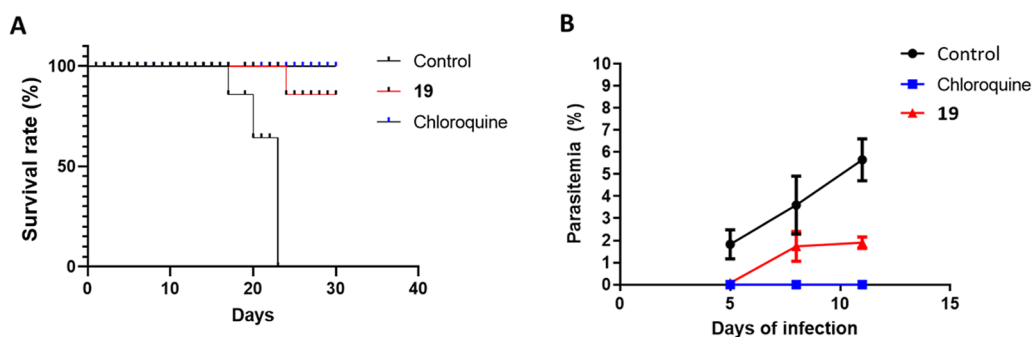 A
Survival rate (%)
100
50
0
0 10 20 30 40
Days
Control
19
Chloroquine
B
Parasitemia (%)
10
9
8
7
6
5
4
3
2
1
0
0 5 10 15
Days of infection
Control
Chloroquine
19